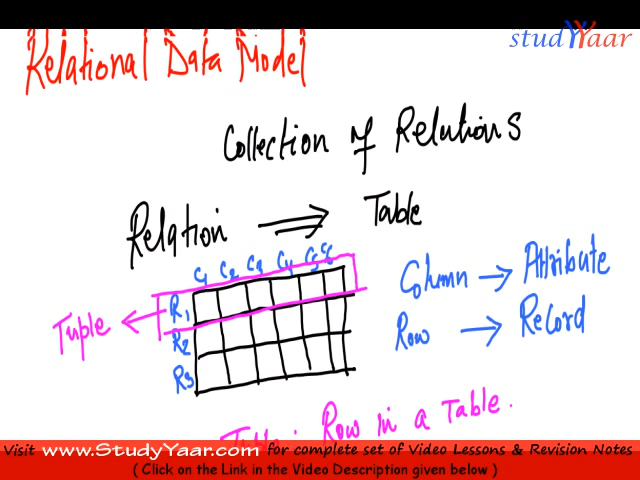 studYYaar
Relational Data Model
Collection of Relations
Relation ⟹ Table
C1 C2 C3 C4 C5 C6
Column → Attribute
R1
Tuple ←
Row → Record
R2
R3
Row in a Table.
Visit www.StudyYaar.com for complete set of Video Lessons & Revision Notes
( Click on the Link in the Video Description given below )